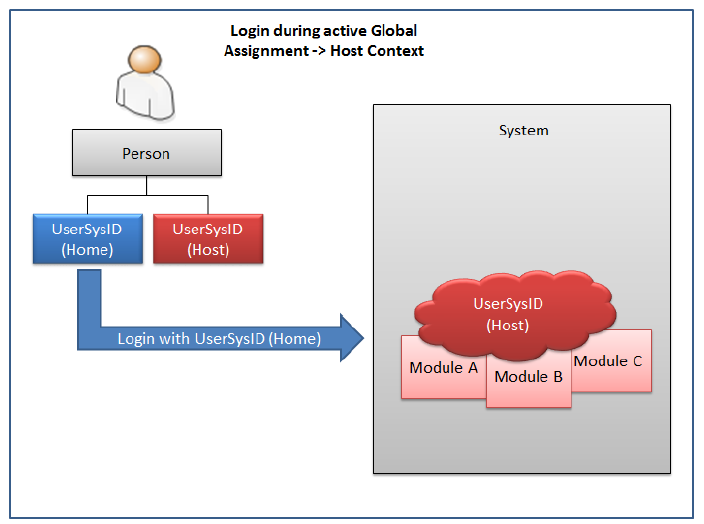 Login during active Global
Assignment -> Host Context
Person
UserSysID
(Home)
UserSysID
(Host)
Login with UserSysID (Home)
System
UserSysID
(Host)
Module A
Module B
Module C